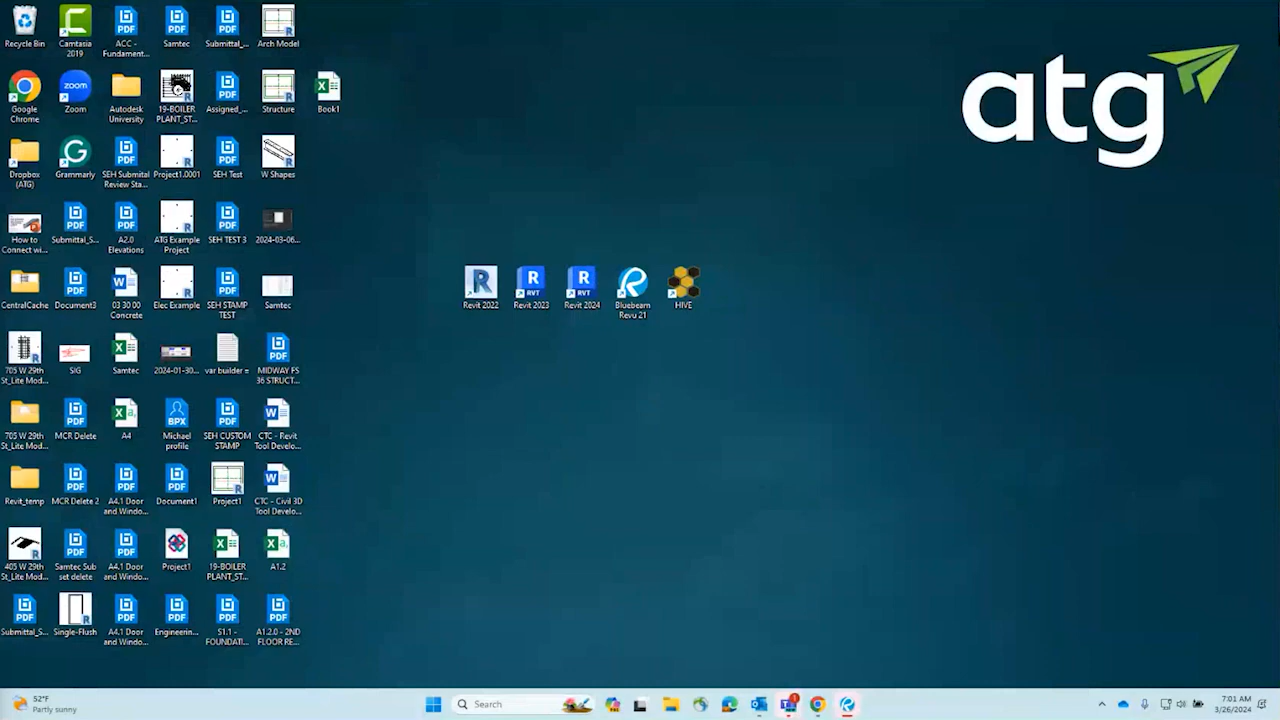 Recycle Bin
Camtasia
2019
ACC -
Fundament...
Samtec
Submittal_...
Arch Model
Google
Chrome
Zoom
zoom
Autodesk
University
19-BOILER
PLANT_ST...
Assigned_...
Structure
Book1
Dropbox
(ATG)
Grammarly
SEH Submital
Review Sta...
Project1.0001
SEH Test
W Shapes
How to
Connect wi...
Submittal_S...
A2.0
Elevations
ATG Example
Project
SEH TEST 3
2024-03-06...
CentralCache
Document3
03 30 00
Concrete
Elec Example
SEH STAMP
TEST
Samtec
705 W 29th
St_Lite Mod...
SIG
Samtec
2024-01-30...
var builder =
MIDWAY FS
36 STRUCT...
705 W 29th
St_Lite Mod...
MCR Delete
A4
Michael
profile
SEH CUSTOM
STAMP
CTC - Revit
Tool Develo...
Revit_temp
MCR Delete 2
A4.1 Door
and Windo...
Document1
Project1
CTC - Civil 3D
Tool Develo...
405 W 29th
St_Lite Mod...
Samtec Sub
set delete
A4.1 Door
and Windo...
Project1
19-BOILER
PLANT_ST...
A1.2
Submittal_S...
Single-Flush
A4.1 Door
and Windo...
Engineerin...
S1.1 -
FOUNDATI...
A1.2.0 - 2ND
FLOOR RE...
Revit 2022
Revit 2023
Revit 2024
Bluebeam
Revu 21
HIVE
atg
52°F
Partly sunny
Search
7:01 AM
3/26/2024